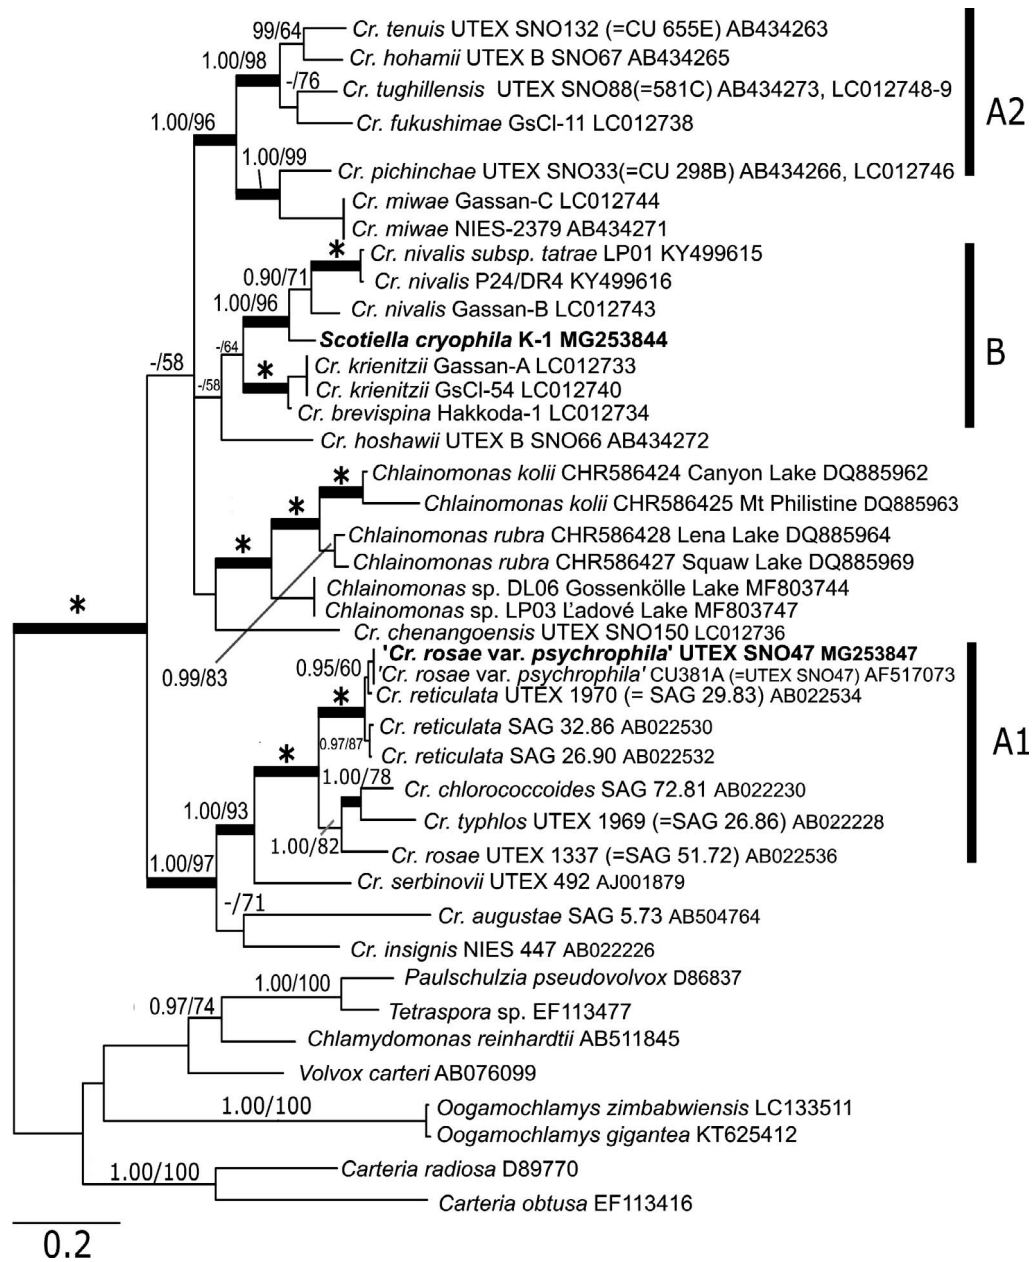 99/64
Cr. tenuis UTEX SNO132 (=CU 655E) AB434263
1.00/98
Cr. hohamii UTEX B SNO67 AB434265
-/76
Cr. tughillensis UTEX SNO88(=581C) AB434273, LC012748-9
A2
1.00/96
Cr. fukushimae GsCl-11 LC012738
1.00/99
Cr. pichinchae UTEX SNO33(=CU 298B) AB434266, LC012746
Cr. miwae Gassan-C LC012744
Cr. miwae NIES-2379 AB434271
*
Cr. nivalis subsp. tatrae LP01 KY499615
0.90/71
Cr. nivalis P24/DR4 KY499616
1.00/96
Cr. nivalis Gassan-B LC012743
Scotiella cryophila K-1 MG253844
B
-/64
-/58
*
Cr. krienitzii Gassan-A LC012733
-/58
Cr. krienitzii GsCl-54 LC012740
Cr. brevispina Hakkoda-1 LC012734
Cr. hoshawii UTEX B SNO66 AB434272
*
Chlainomonas kolii CHR586424 Canyon Lake DQ885962
*
Chlainomonas kolii CHR586425 Mt Philistine DQ885963
*
Chlainomonas rubra CHR586428 Lena Lake DQ885964
Chlainomonas rubra CHR586427 Squaw Lake DQ885969
Chlainomonas sp. DL06 Gossenkölle Lake MF803744
*
Chlainomonas sp. LP03 Ľadové Lake MF803747
Cr. chenangoensis UTEX SNO150 LC012736
0.99/83
0.95/60
'Cr. rosae var. psychrophila' UTEX SNO47 MG253847
'Cr. rosae var. psychrophila' CU381A (=UTEX SNO47) AF517073
*
Cr. reticulata UTEX 1970 (= SAG 29.83) AB022534
Cr. reticulata SAG 32.86 AB022530
A1
*
0.97/87
Cr. reticulata SAG 26.90 AB022532
1.00/78
Cr. chlorococcoides SAG 72.81 AB022230
1.00/93
Cr. typhlos UTEX 1969 (=SAG 26.86) AB022228
1.00/82
Cr. rosae UTEX 1337 (=SAG 51.72) AB022536
1.00/97
Cr. serbinovii UTEX 492 AJ001879
-/71
Cr. augustae SAG 5.73 AB504764
Cr. insignis NIES 447 AB022226
1.00/100
Paulschulzia pseudovolvox D86837
0.97/74
Tetraspora sp. EF113477
Chlamydomonas reinhardtii AB511845
Volvox carteri AB076099
1.00/100
Oogamochlamys zimbabwiensis LC133511
Oogamochlamys gigantea KT625412
1.00/100
Carteria radiosa D89770
Carteria obtusa EF113416
0.2